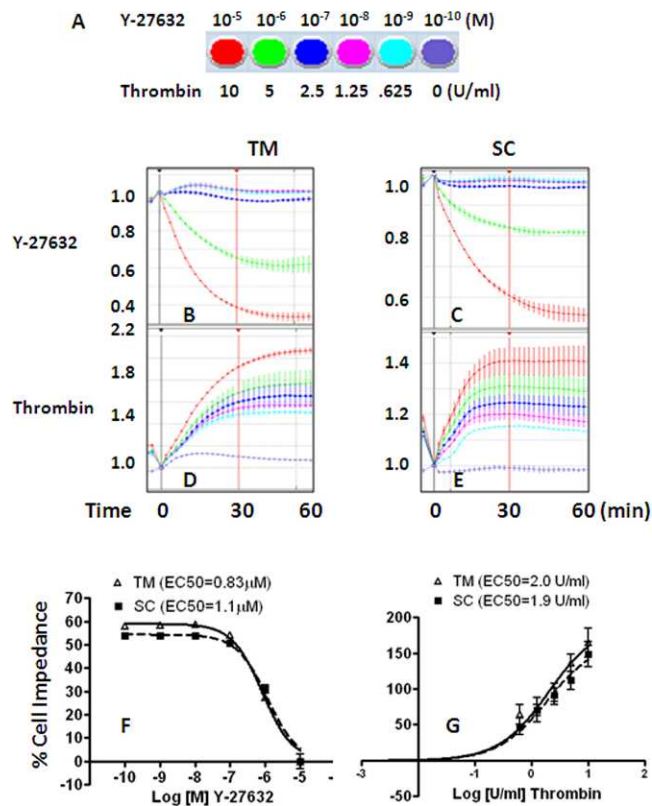 A
Y-27632 10-5 10-6 10-7 10-8 10-9 10-10 (M)
Thrombin 10 5 2.5 1.25 .625 0 (U/ml)
TM SC
Y-27632
1.0
0.8
0.6
0.4
B
1.0
0.8
0.6
C
Thrombin
2.2
1.8
1.4
1.0
D
1.4
1.2
1.0
E
Time 0 30 60 0 30 60 (min)
TM (EC50=0.83μM)
SC (EC50=1.1μM)
% Cell Impedance
70
60
50
40
30
20
10
0
-10
F
-10 -9 -8 -7 -6 -5 -
Log [M] Y-27632
TM (EC50=2.0 U/ml)
SC (EC50=1.9 U/ml)
200
150
100
50
-50
G
-3 -2 -1 0 1 2
Log [U/ml] Thrombin